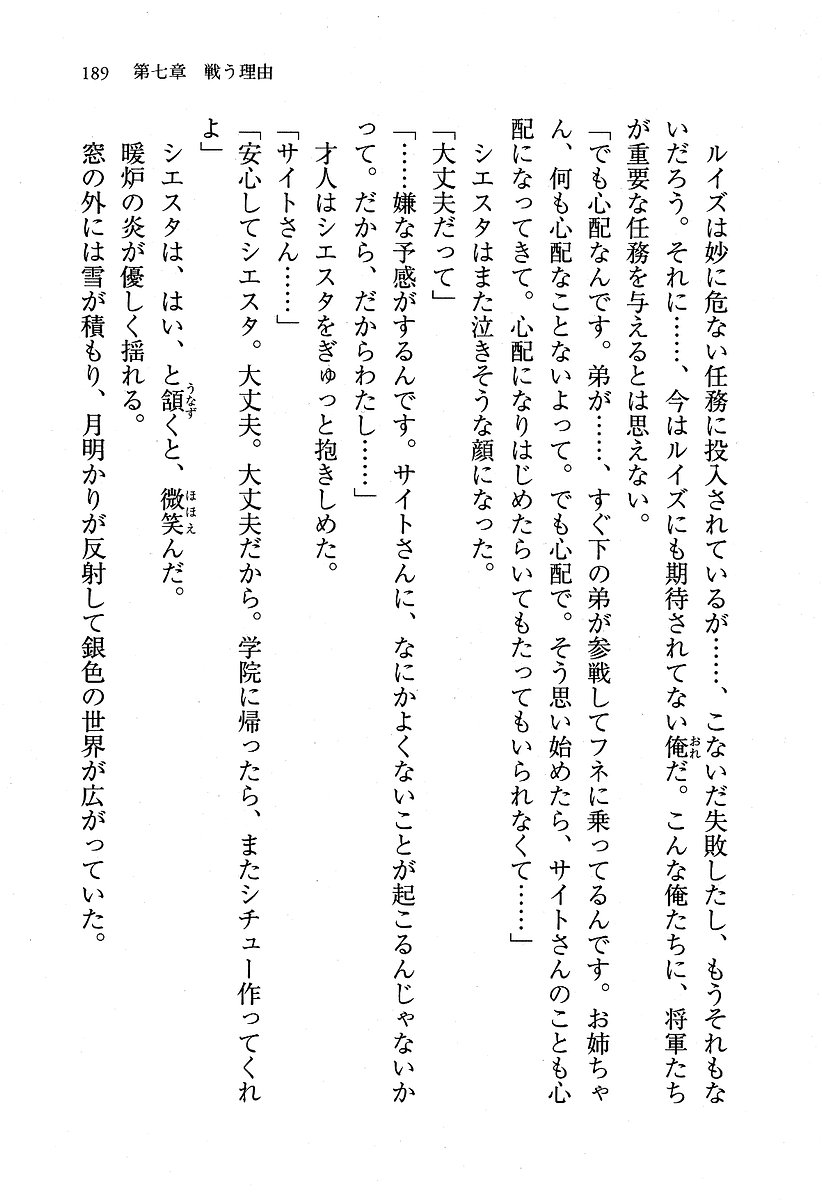 189　第七章　戦う理由
　ルイズは妙に危ない任務に投入されているが……、こないだ失敗したし、もうそれもな
いだろう。それに……、今はルイズにも期待されてない俺だ。こんな俺たちに、将軍たち
が重要な任務を与えるとは思えない。
「でも心配なんです。弟が……、すぐ下の弟が参戦してフネに乗ってるんです。お姉ちゃ
ん、何も心配なことないよって。でも心配で。そう思い始めたら、サイトさんのことも心
配になってきて。心配になりはじめたらいてもたってもいられなくて……」
　シエスタはまた泣きそうな顔になった。
「大丈夫だって」
「……嫌な予感がするんです。サイトさんに、なにかよくないことが起こるんじゃないか
って。だから、だからわたし……」
　才人はシエスタをぎゅっと抱きしめた。
「サイトさん……」
「安心してシエスタ。大丈夫。大丈夫だから。学院に帰ったら、またシチュー作ってくれ
よ」
　シエスタは、はい、と頷くと、微笑んだ。
　暖炉の炎が優しく揺れる。
　窓の外には雪が積もり、月明かりが反射して銀色の世界が広がっていた。
おれ
うなず
ほほえ